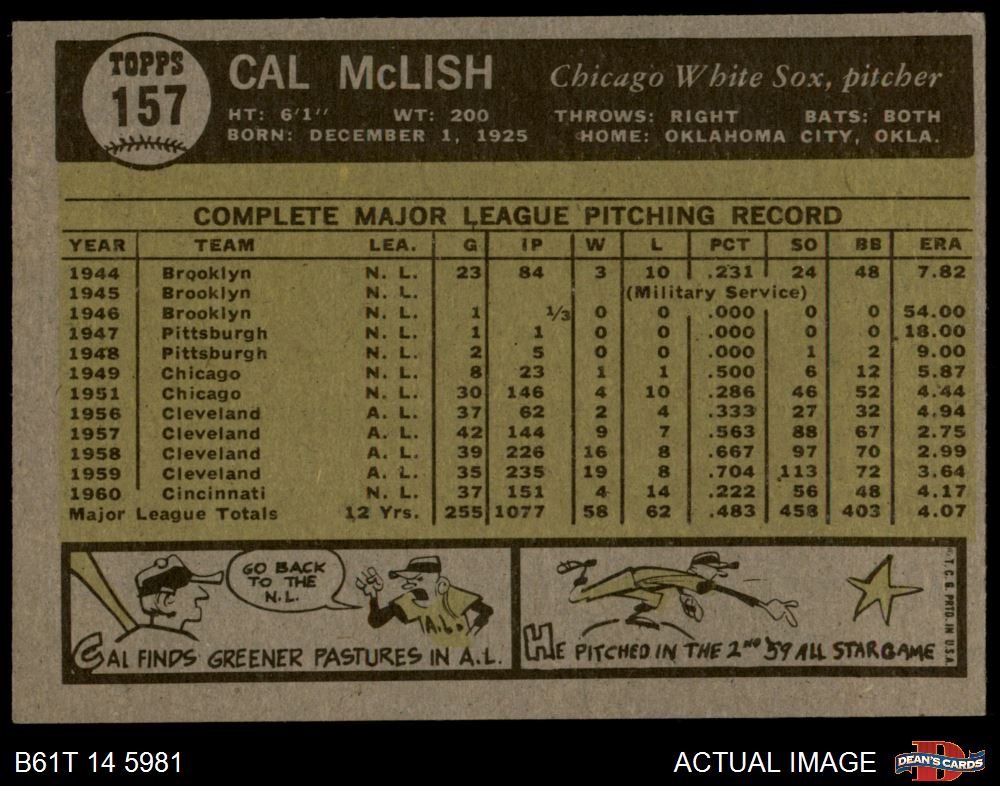 TOPPS
157
CAL McLISH
Chicago White Sox, pitcher
HT: 6'1" WT: 200 THROWS: RIGHT BATS: BOTH
BORN: DECEMBER 1, 1925 HOME: OKLAHOMA CITY, OKLA.
COMPLETE MAJOR LEAGUE PITCHING RECORD
YEAR TEAM LEA. G IP W L PCT SO BB ERA
1944 Brooklyn N. L. 23 84 3 10 .231 24 48 7.82
1945 Brooklyn N. L. (Military Service)
1946 Brooklyn N. L. 1 1/3 0 0 .000 0 0 54.00
1947 Pittsburgh N. L. 1 1 0 0 .000 0 0 18.00
1948 Pittsburgh N. L. 2 5 0 0 .000 1 2 9.00
1949 Chicago N. L. 8 23 1 1 .500 6 12 5.87
1951 Chicago N. L. 30 146 4 10 .286 46 52 4.44
1956 Cleveland A. L. 37 62 2 4 .333 27 32 4.94
1957 Cleveland A. L. 42 144 9 7 .563 88 67 2.75
1958 Cleveland A. L. 39 226 16 8 .667 97 70 2.99
1959 Cleveland A. L. 35 235 19 8 .704 113 72 3.64
1960 Cincinnati N. L. 37 151 4 14 .222 56 48 4.17
Major League Totals 12 Yrs. 255 1077 58 62 .483 458 403 4.07
GO BACK
TO THE
N.L.
A.L.
CAL FINDS GREENER PASTURES IN A.L.
HE PITCHED IN THE 2ND '59 ALL STAR GAME
© T. C. G. PRTD. IN U.S.A.
B61T 14 5981
ACTUAL IMAGE
D
DEAN'S CARDS